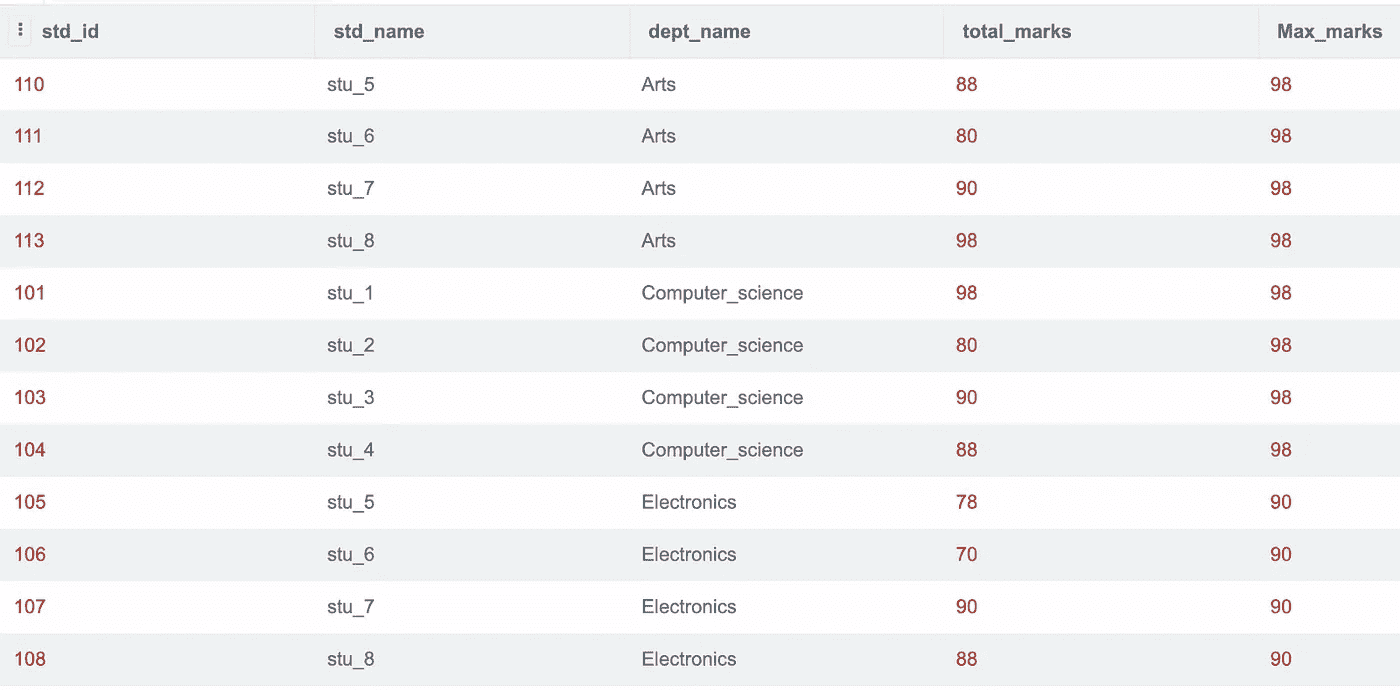 std_id std_name dept_name total_marks Max_marks
110 stu_5 Arts 88 98
111 stu_6 Arts 80 98
112 stu_7 Arts 90 98
113 stu_8 Arts 98 98
101 stu_1 Computer_science 98 98
102 stu_2 Computer_science 80 98
103 stu_3 Computer_science 90 98
104 stu_4 Computer_science 88 98
105 stu_5 Electronics 78 90
106 stu_6 Electronics 70 90
107 stu_7 Electronics 90 90
108 stu_8 Electronics 88 90